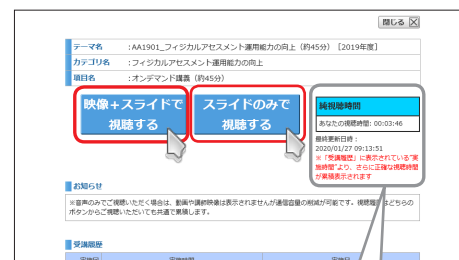 閉じる
テーマ名 : AA1901_フィジカルアセスメント運用能力の向上 (約45分) [2019年度]
カテゴリ名 : フィジカルアセスメント運用能力の向上
項目名 : オンデマンド講義 (約45分)
映像+スライドで
視聴する
スライドのみで
視聴する
純視聴時間
あなたの視聴時間: 00:03:46
最終更新日時:
2020/01/27 09:13:51
※「受講履歴」に表示されている"実
施時間"より、さらに正確な視聴時間
が累積表示されます
お知らせ
※音声のみでご視聴いただく場合は、動画や講師映像は表示されませんが通信容量の削減が可能です。視聴履歴はどちらの
ボタンからご視聴いただいても共通で累積します。
受講履歴